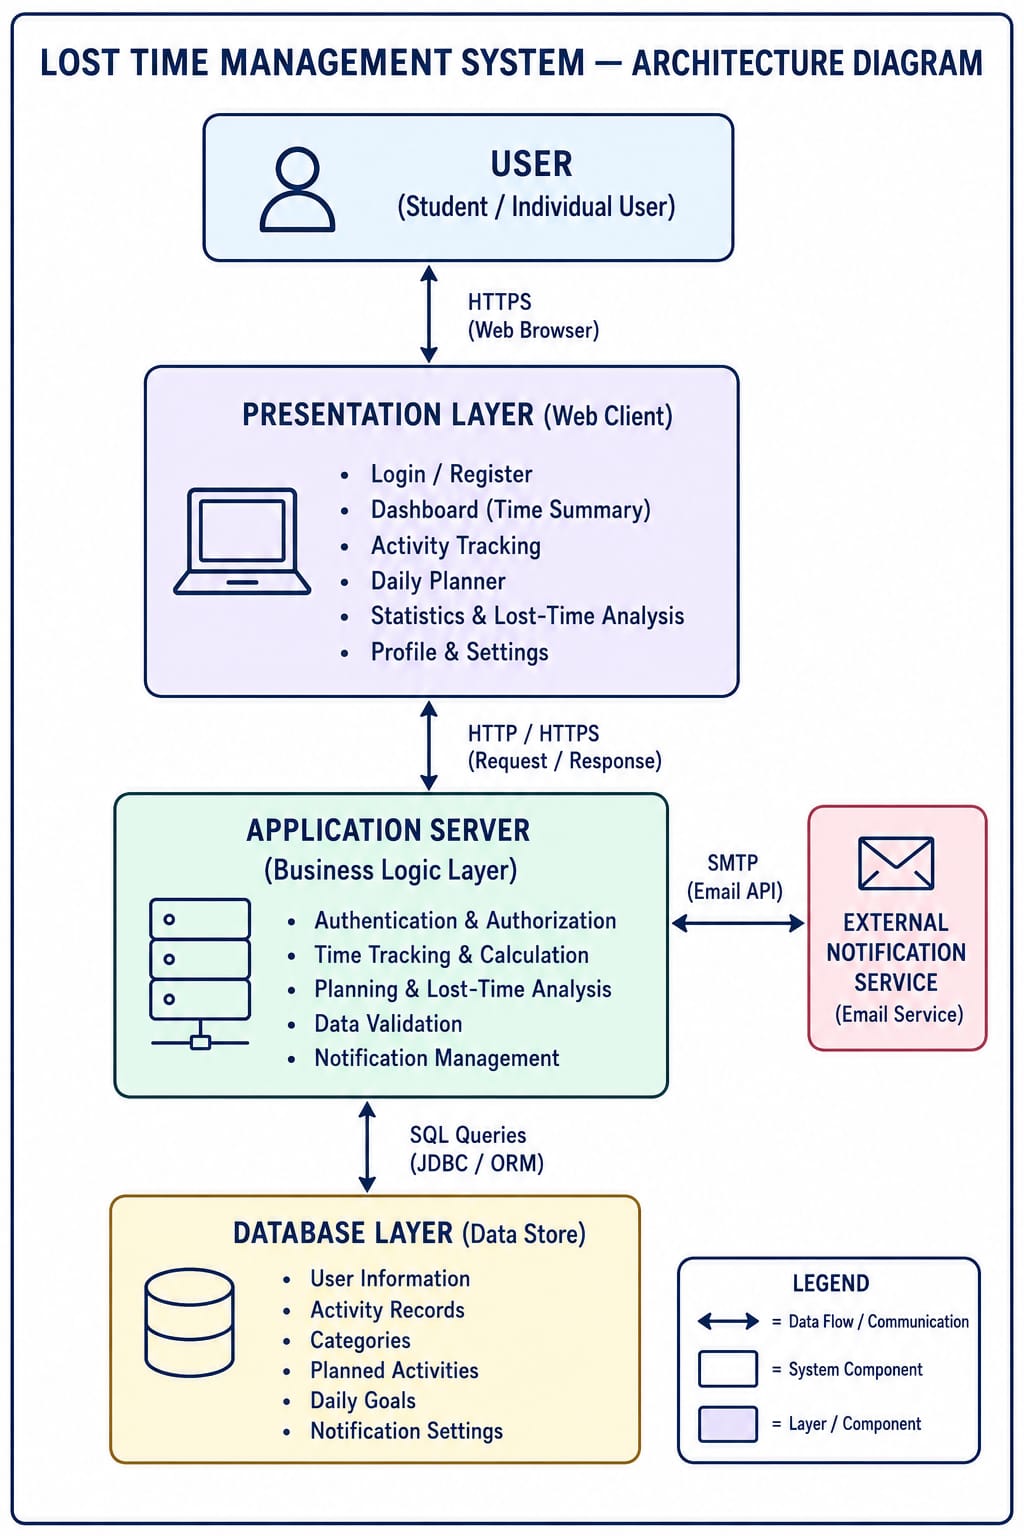 LOST TIME MANAGEMENT SYSTEM — ARCHITECTURE DIAGRAM
USER
(Student / Individual User)
HTTPS
(Web Browser)
PRESENTATION LAYER (Web Client)
• Login / Register
• Dashboard (Time Summary)
• Activity Tracking
• Daily Planner
• Statistics & Lost-Time Analysis
• Profile & Settings
HTTP / HTTPS
(Request / Response)
APPLICATION SERVER
(Business Logic Layer)
• Authentication & Authorization
• Time Tracking & Calculation
• Planning & Lost-Time Analysis
• Data Validation
• Notification Management
SMTP
(Email API)
EXTERNAL
NOTIFICATION
SERVICE
(Email Service)
SQL Queries
(JDBC / ORM)
DATABASE LAYER (Data Store)
• User Information
• Activity Records
• Categories
• Planned Activities
• Daily Goals
• Notification Settings
LEGEND
= Data Flow / Communication
= System Component
= Layer / Component